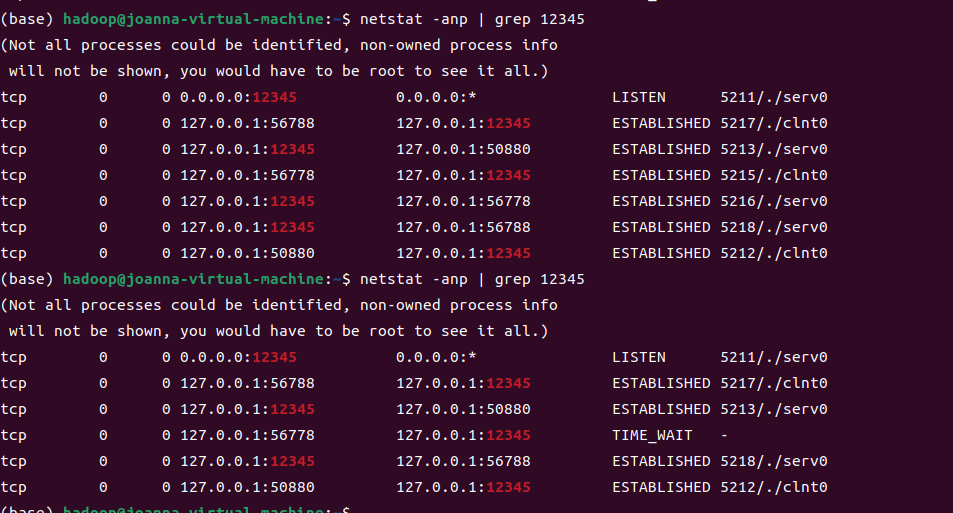 (base) hadoop@joanna-virtual-machine:~$ netstat -anp | grep 12345
(Not all processes could be identified, non-owned process info
 will not be shown, you would have to be root to see it all.)
tcp        0      0 0.0.0.0:12345           0.0.0.0:*               LISTEN      5211/./serv0
tcp        0      0 127.0.0.1:56788         127.0.0.1:12345         ESTABLISHED 5217/./clnt0
tcp        0      0 127.0.0.1:12345         127.0.0.1:50880         ESTABLISHED 5213/./serv0
tcp        0      0 127.0.0.1:56778         127.0.0.1:12345         ESTABLISHED 5215/./clnt0
tcp        0      0 127.0.0.1:12345         127.0.0.1:56778         ESTABLISHED 5216/./serv0
tcp        0      0 127.0.0.1:12345         127.0.0.1:56788         ESTABLISHED 5218/./serv0
tcp        0      0 127.0.0.1:50880         127.0.0.1:12345         ESTABLISHED 5212/./clnt0
(base) hadoop@joanna-virtual-machine:~$ netstat -anp | grep 12345
(Not all processes could be identified, non-owned process info
 will not be shown, you would have to be root to see it all.)
tcp        0      0 0.0.0.0:12345           0.0.0.0:*               LISTEN      5211/./serv0
tcp        0      0 127.0.0.1:56788         127.0.0.1:12345         ESTABLISHED 5217/./clnt0
tcp        0      0 127.0.0.1:12345         127.0.0.1:50880         ESTABLISHED 5213/./serv0
tcp        0      0 127.0.0.1:56778         127.0.0.1:12345         TIME_WAIT   -
tcp        0      0 127.0.0.1:12345         127.0.0.1:56788         ESTABLISHED 5218/./serv0
tcp        0      0 127.0.0.1:50880         127.0.0.1:12345         ESTABLISHED 5212/./clnt0
(base) hadoop@joanna-virtual-machine:~$